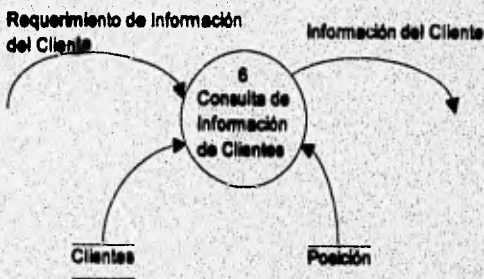 Requerimiento de Información
del Cliente
Información del Cliente
6
Consulta de
Información
de Clientes
Clientes
Posición